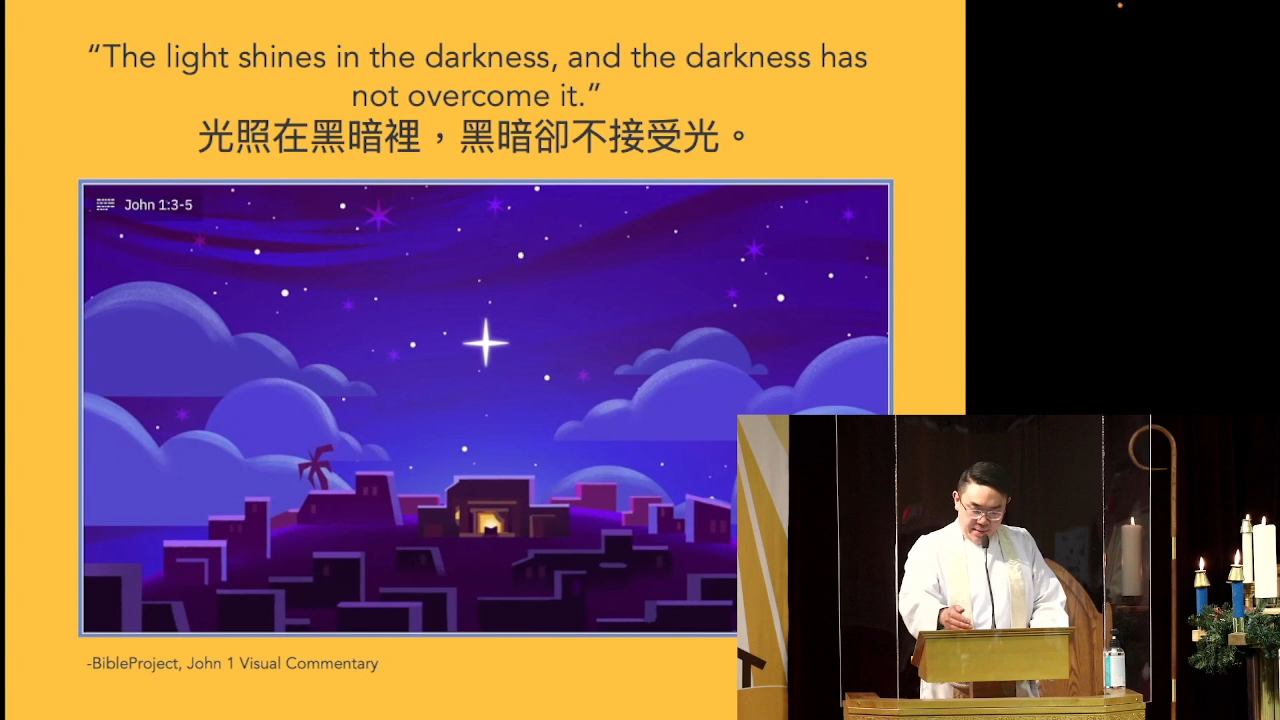 “The light shines in the darkness, and the darkness has
not overcome it.”
光照在黑暗裡，黑暗卻不接受光。
John 1:3-5
-BibleProject, John 1 Visual Commentary